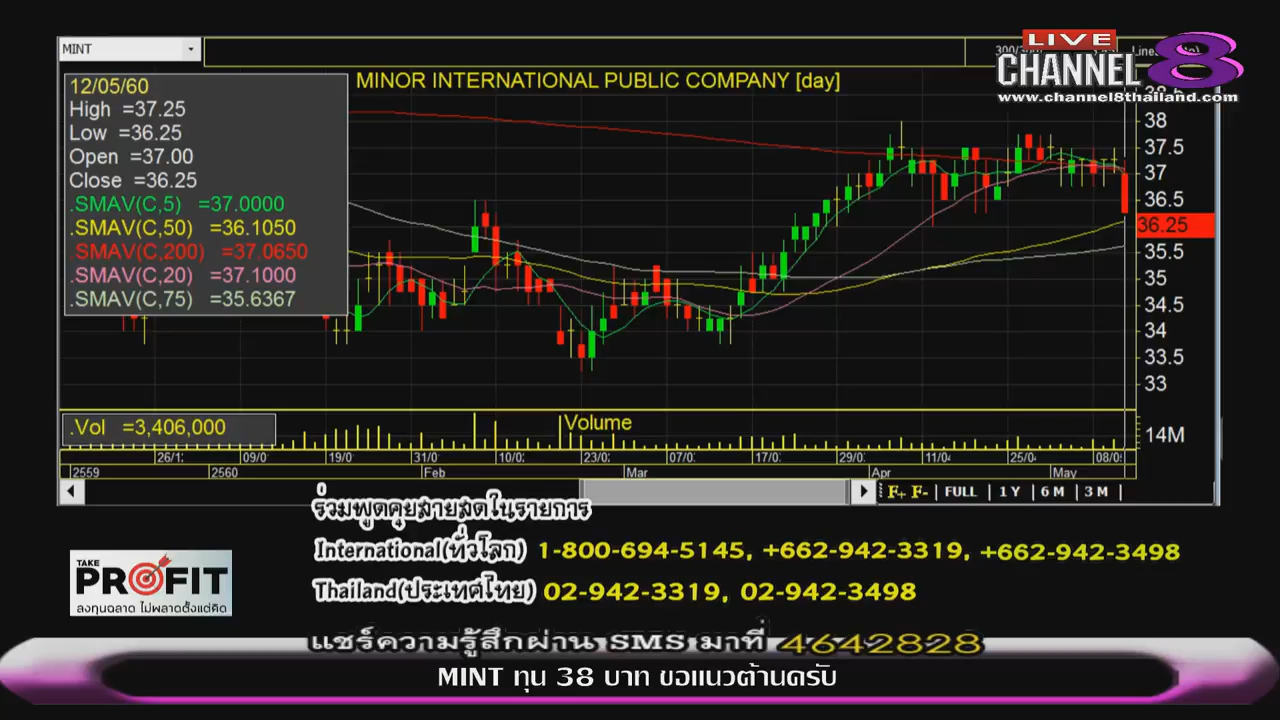 MINT
LIVE
CHANNEL 8
www.channel8thailand.com
MINOR INTERNATIONAL PUBLIC COMPANY [day]
12/05/60
High =37.25
Low =36.25
Open =37.00
Close =36.25
.SMAV(C,5) =37.0000
.SMAV(C,50) =36.1050
.SMAV(C,200) =37.0650
.SMAV(C,20) =37.1000
.SMAV(C,75) =35.6367
38
37.5
37
36.5
36.25
35.5
35
34.5
34
33.5
33
.Vol =3,406,000
Volume
14M
26/1: 09/0 19/0: 10/0: 23/0: 07/0: 17/0: 29/0: 11/0 25/0 08/0
2559 2560 Feb Mar Apr May
F+ F- FULL 1 Y 6 M 3 M
ร่วมพูดคุยสายสดในรายการ
International(ทั่วโลก) 1-800-694-5145, +662-942-3319, +662-942-3498
Thailand(ประเทศไทย) 02-942-3319, 02-942-3498
TAKE
PROFIT
ลงทุนฉลาด ไม่พลาดตั้งแต่คิด
แชร์ความรู้สึกผ่าน SMS มาที่ 4642828
MINT ทุน 38 บาท ขอแนวต้านครับ